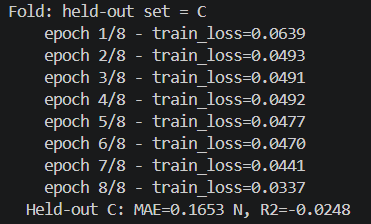 Fold: held-out set = C
epoch 1/8 - train_loss=0.0639
epoch 2/8 - train_loss=0.0493
epoch 3/8 - train_loss=0.0491
epoch 4/8 - train_loss=0.0492
epoch 5/8 - train_loss=0.0477
epoch 6/8 - train_loss=0.0470
epoch 7/8 - train_loss=0.0441
epoch 8/8 - train_loss=0.0337
Held-out C: MAE=0.1653 N, R2=-0.0248